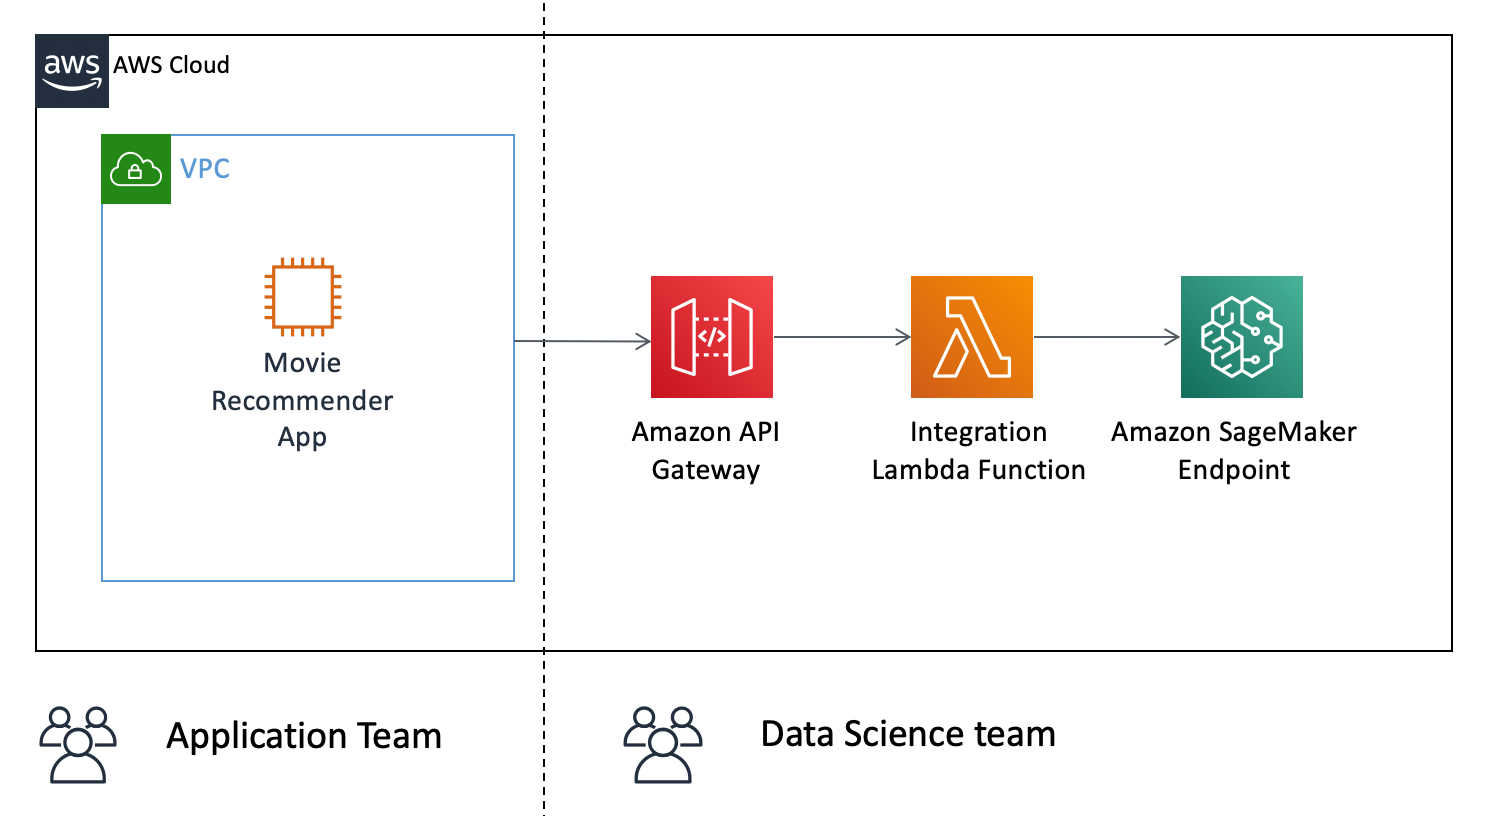 aws
AWS Cloud
VPC
Movie
Recommender
App
Amazon API
Gateway
Integration
Lambda Function
Amazon SageMaker
Endpoint
Application Team
Data Science team